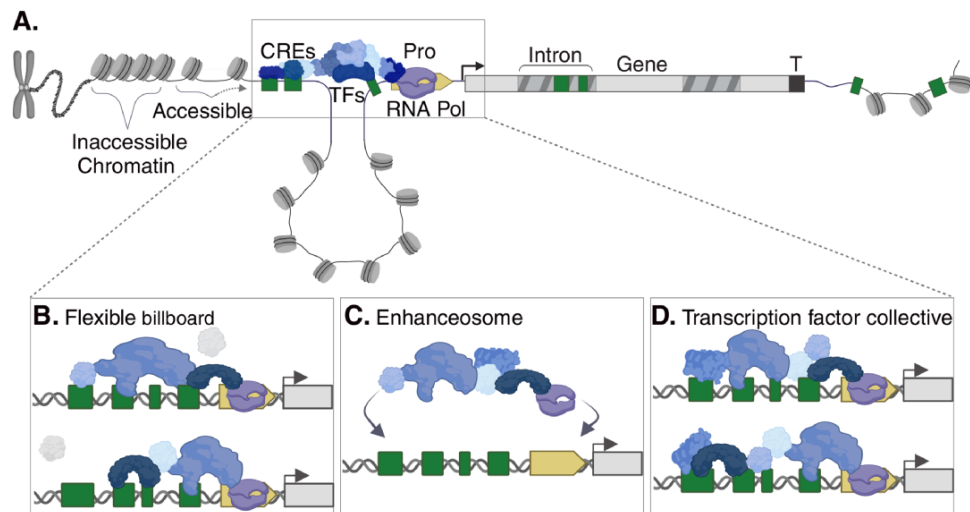 A.
CREs
Pro
Intron
Gene
T
TFs
RNA Pol
Accessible
Inaccessible
Chromatin
B. Flexible billboard
C. Enhanceosome
D. Transcription factor collective